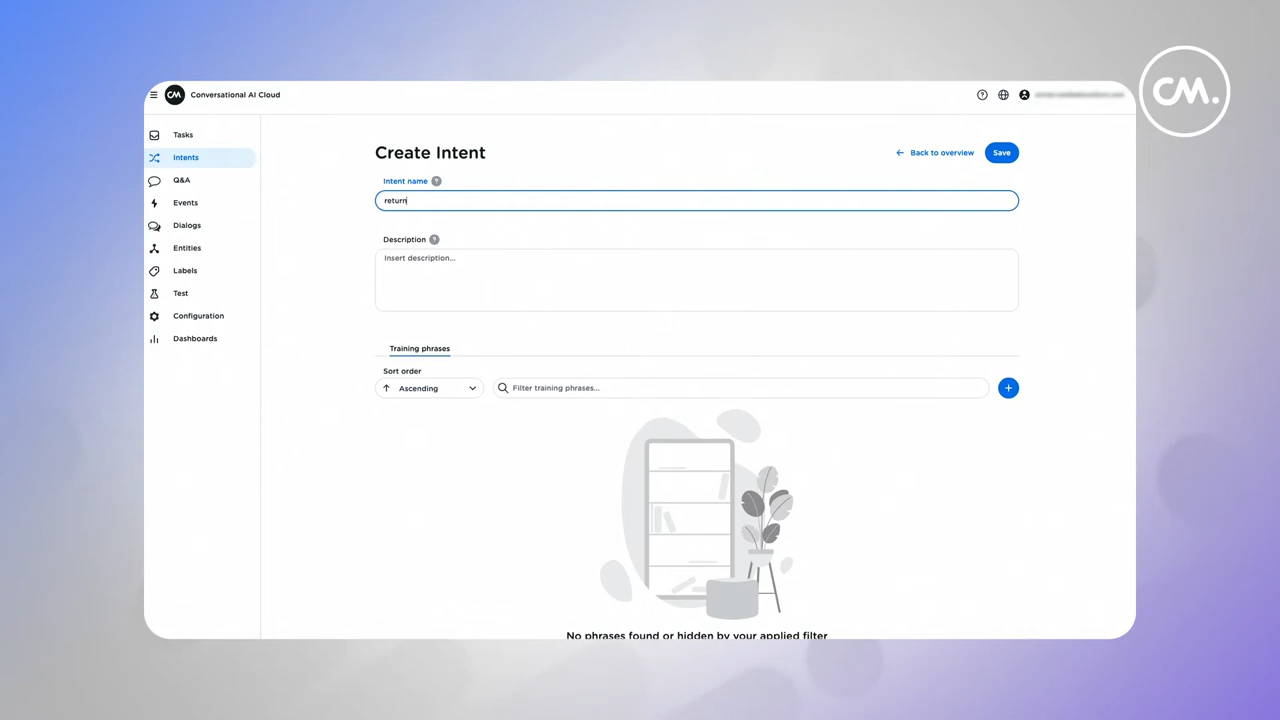 CM.
CM Conversational AI Cloud
Tasks
Intents
Q&A
Events
Dialogs
Entities
Labels
Test
Configuration
Dashboards
Create Intent
Back to overview
Save
Intent name ?
return
Description ?
Insert description...
Training phrases
Sort order
Ascending
Filter training phrases...
No phrases found or hidden by your applied filter